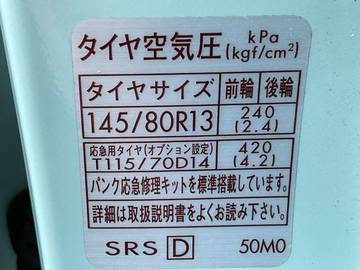 タイヤ空気圧 kPa (kgf/cm²)
タイヤサイズ 前輪 後輪
145/80R13 240 (2.4)
応急用タイヤ(オプション設定) 420
T115/70D14 (4.2)
パンク応急修理キットを標準搭載しています。
詳細は取扱説明書をよくお読み下さい。
SRS D 50M0